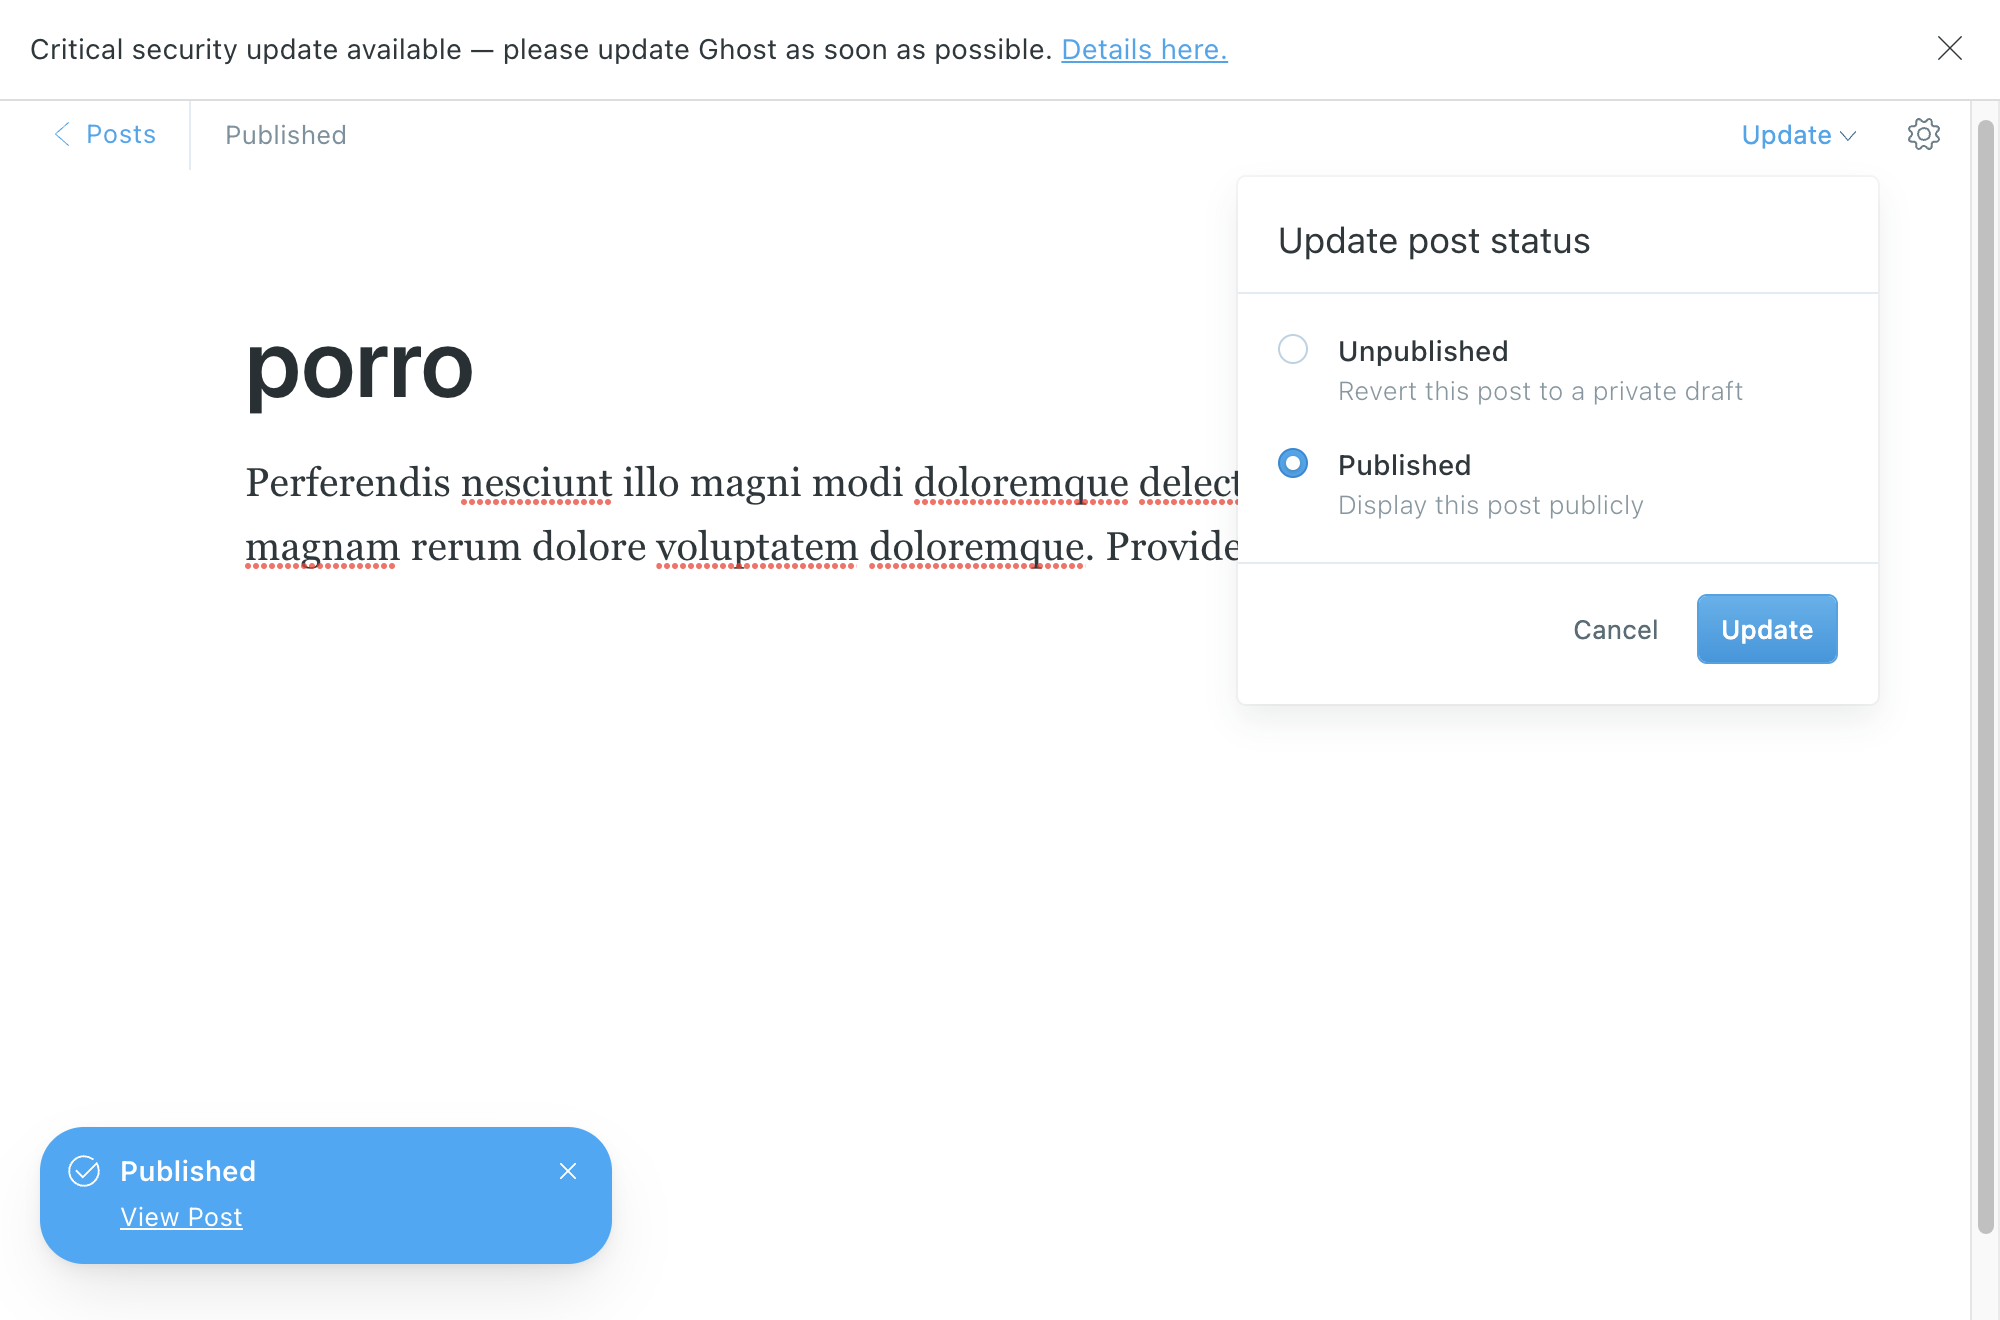 Critical security update available — please update Ghost as soon as possible. Details here.
Posts
Published
Update
Update post status
Unpublished
Revert this post to a private draft
Published
Display this post publicly
Cancel
Update
porro
Perferendis nesciunt illo magni modi doloremque delect
magnam rerum dolore voluptatem doloremque. Provide
Published
View Post